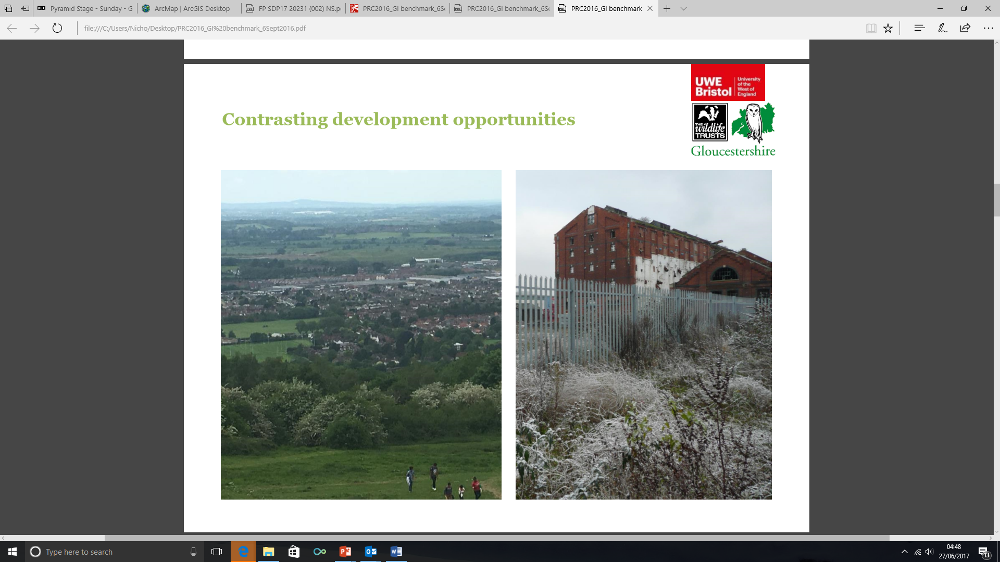 Pyramid Stage - Sunday - G
ArcMap | ArcGIS Desktop
FP SDP17 20231 (002) NS.p
PRC2016_GI benchmark_6Se
PRC2016_GI benchmark_6Se
PRC2016_GI benchmark
file:///C:/Users/Nicho/Desktop/PRC2016_GI%20benchmark_6Sept2016.pdf
UWE
Bristol
University
of the
West of
England
Contrasting development opportunities
THE
wildlife
TRUSTS
Gloucestershire
Type here to search
04:48
27/06/2017
13